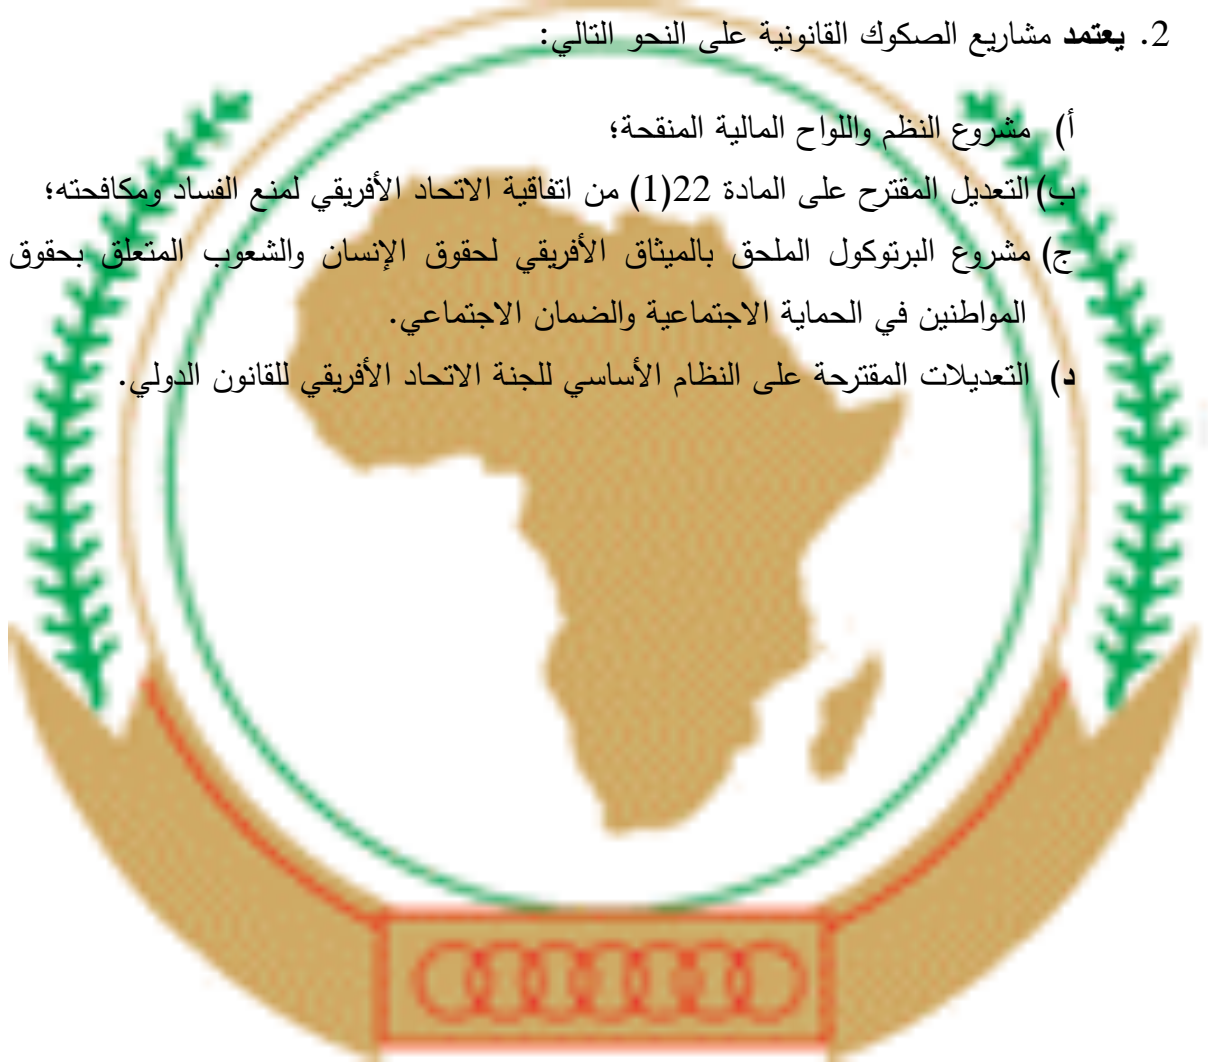 2. يعتمد مشاريع الصكوك القانونية على النحو التالي:
أ) مشروع النظم واللواح المالية المنقحة؛
ب) التعديل المقترح على المادة 22(1) من اتفاقية الاتحاد الأفريقي لمنع الفساد ومكافحته؛
ج) مشروع البرتوكول الملحق بالميثاق الأفريقي لحقوق الإنسان والشعوب المتعلق بحقوق
المواطنين في الحماية الاجتماعية والضمان الاجتماعي.
د) التعديلات المقترحة على النظام الأساسي للجنة الاتحاد الأفريقي للقانون الدولي.